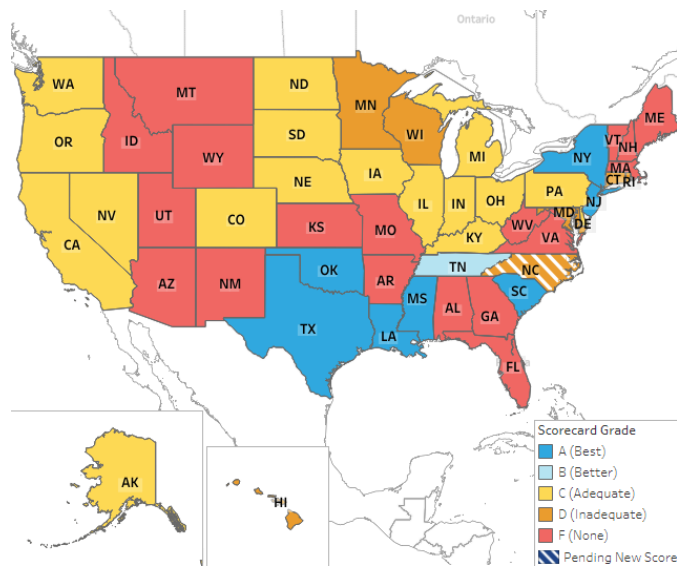 Ontario
WA
MT
ND
MN
ME
OR
ID
SD
WI
VT
NH
WY
MI
NY
MA
CT
RI
NV
UT
NE
IA
PA
NJ
CA
CO
IL
IN
OH
MD
DE
KS
MO
KY
WV
VA
AZ
NM
OK
AR
TN
NC
MS
AL
GA
SC
TX
LA
FL
AK
HI
Scorecard Grade
A (Best)
B (Better)
C (Adequate)
D (Inadequate)
F (None)
Pending New Score